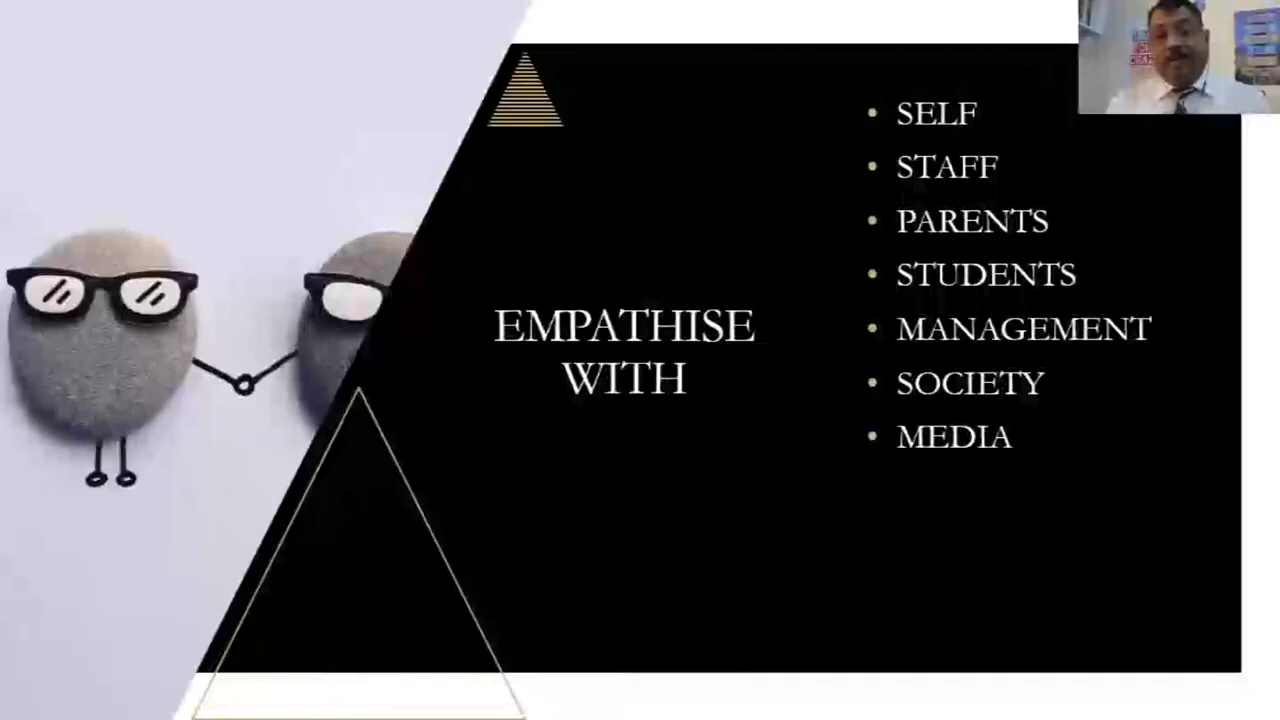 EMPATHISE
WITH
• SELF
• STAFF
• PARENTS
• STUDENTS
• MANAGEMENT
• SOCIETY
• MEDIA